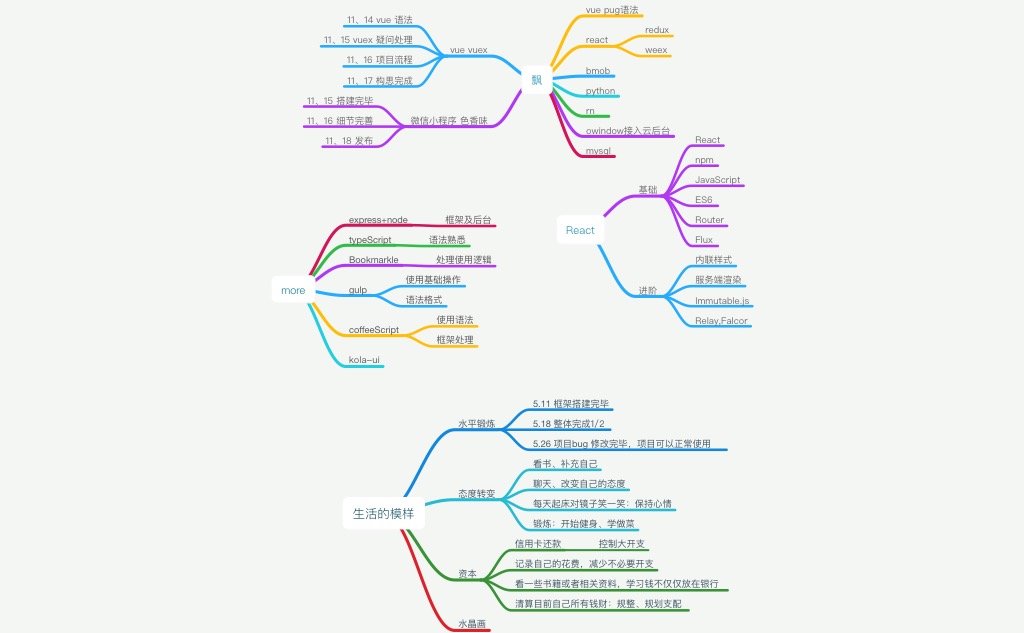 飘
vue vuex
11、14 vue 语法
11、15 vuex 疑问处理
11、16 项目流程
11、17 构思完成
微信小程序 色香味
11、15 搭建完毕
11、16 细节完善
11、18 发布
vue pug语法
react
redux
weex
bmob
python
rn
owindow接入云后台
mysql
React
基础
React
npm
JavaScript
ES6
Router
Flux
进阶
内联样式
服务端渲染
Immutable.js
Relay,Falcor
more
express+node
框架及后台
typeScript
语法熟悉
Bookmarkle
处理使用逻辑
gulp
使用基础操作
语法格式
coffeeScript
使用语法
框架处理
kola-ui
生活的模样
水平锻炼
5.11 框架搭建完毕
5.18 整体完成1/2
5.26 项目bug 修改完毕，项目可以正常使用
态度转变
看书、补充自己
聊天、改变自己的态度
每天起床对镜子笑一笑：保持心情
锻炼：开始健身、学做菜
资本
信用卡还款
控制大开支
记录自己的花费，减少不必要开支
看一些书籍或者相关资料，学习钱不仅仅放在银行
清算目前自己所有钱财：规整、规划支配
水晶画